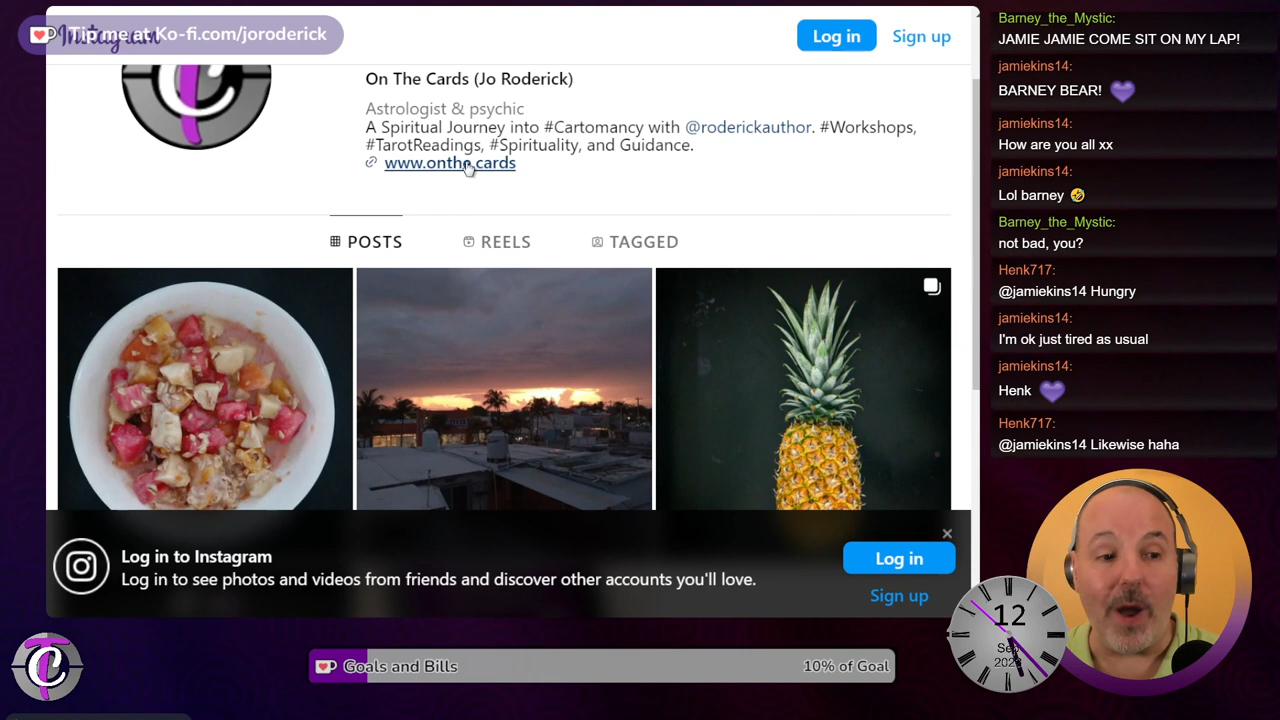 Tip me at Ko-fi.com/joroderick
Instagram
Log in
Sign up
On The Cards (Jo Roderick)
Astrologist & psychic
A Spiritual Journey into #Cartomancy with @roderickauthor. #Workshops,
#TarotReadings, #Spirituality, and Guidance.
www.onthe.cards
POSTS
REELS
TAGGED
Log in to Instagram
Log in to see photos and videos from friends and discover other accounts you'll love.
Log in
Sign up
Goals and Bills
10% of Goal
Barney_the_Mystic:
JAMIE JAMIE COME SIT ON MY LAP!
jamiekins14:
BARNEY BEAR!
jamiekins14:
How are you all xx
jamiekins14:
Lol barney 🤣
Barney_the_Mystic:
not bad, you?
Henk717:
@jamiekins14 Hungry
jamiekins14:
I'm ok just tired as usual
jamiekins14:
Henk
Henk717:
@jamiekins14 Likewise haha
12
TC